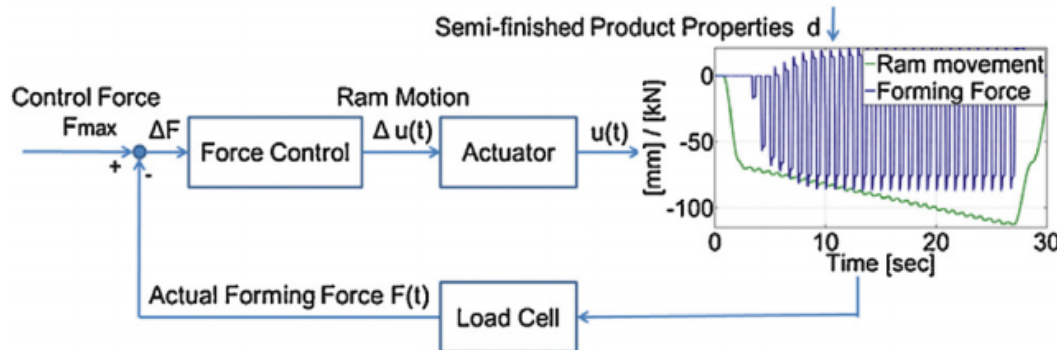 Semi-finished Product Properties d
Control Force
Fmax
+
-
ΔF
Force Control
Ram Motion
Δ u(t)
Actuator
u(t)
Ram movement
Forming Force
[mm] / [kN]
0
-50
-100
0
10
20
30
Time [sec]
Actual Forming Force F(t)
Load Cell